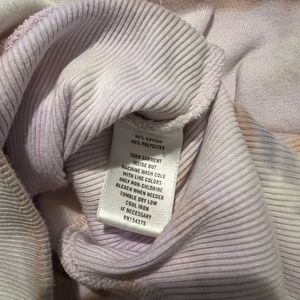 60% COTTON
40% POLYESTER
TURN GARMENT
INSIDE OUT
MACHINE WASH COLD
WITH LIKE COLORS
ONLY NON-CHLORINE
BLEACH WHEN NEEDED
TUMBLE DRY LOW
COOL IRON
IF NECESSARY
RN154379